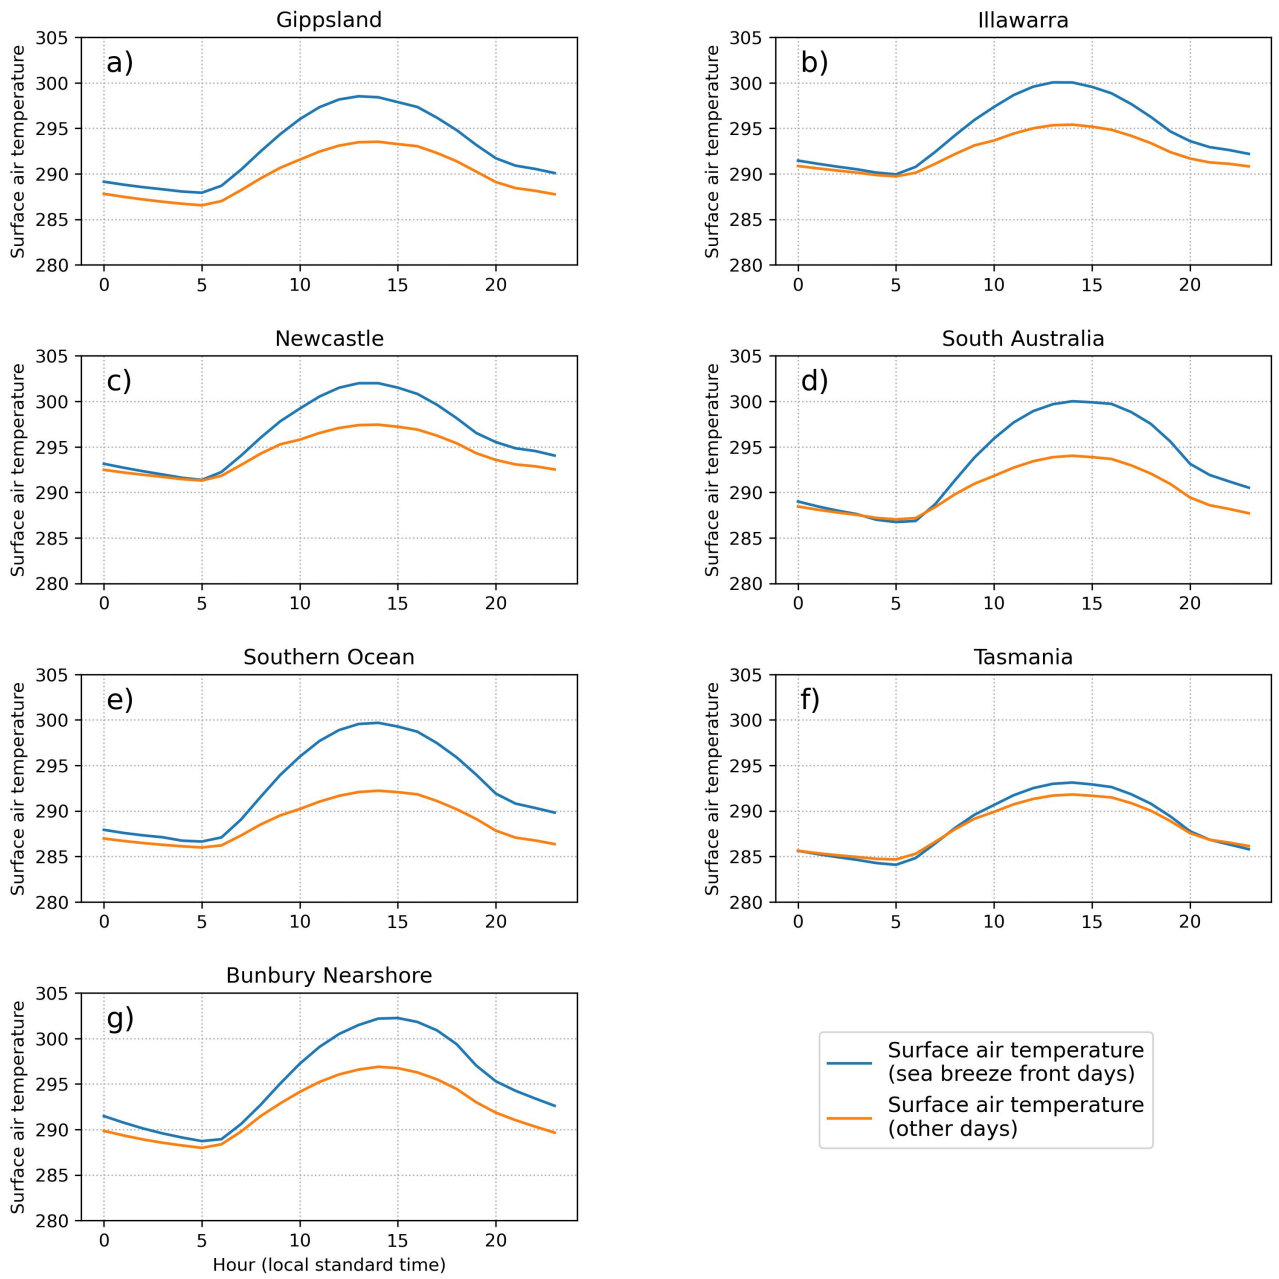 Gippsland
a)
Surface air temperature
305
300
295
290
285
280
0 5 10 15 20
Illawarra
b)
Surface air temperature
305
300
295
290
285
280
0 5 10 15 20
Newcastle
c)
Surface air temperature
305
300
295
290
285
280
0 5 10 15 20
South Australia
d)
Surface air temperature
305
300
295
290
285
280
0 5 10 15 20
Southern Ocean
e)
Surface air temperature
305
300
295
290
285
280
0 5 10 15 20
Tasmania
f)
Surface air temperature
305
300
295
290
285
280
0 5 10 15 20
Bunbury Nearshore
g)
Surface air temperature
305
300
295
290
285
280
0 5 10 15 20
Hour (local standard time)
Surface air temperature
(sea breeze front days)
Surface air temperature
(other days)